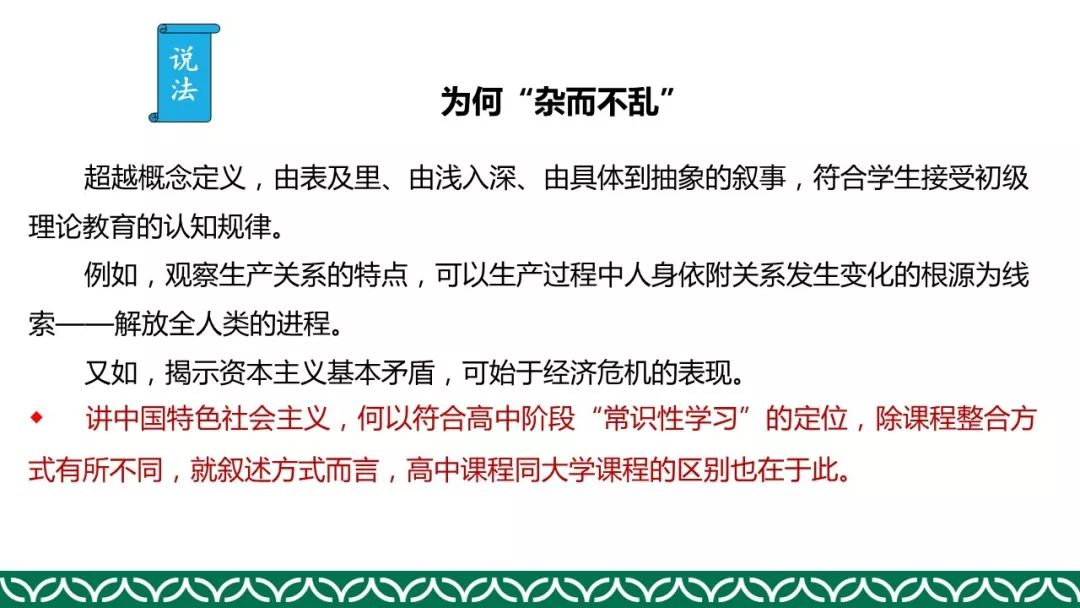 说
法
为何“杂而不乱”
超越概念定义，由表及里、由浅入深、由具体到抽象的叙事，符合学生接受初级
理论教育的认知规律。
例如，观察生产关系的特点，可以生产过程中人身依附关系发生变化的根源为线
索——解放全人类的进程。
又如，揭示资本主义基本矛盾，可始于经济危机的表现。
讲中国特色社会主义，何以符合高中阶段“常识性学习”的定位，除课程整合方
式有所不同，就叙述方式而言，高中课程同大学课程的区别也在于此。